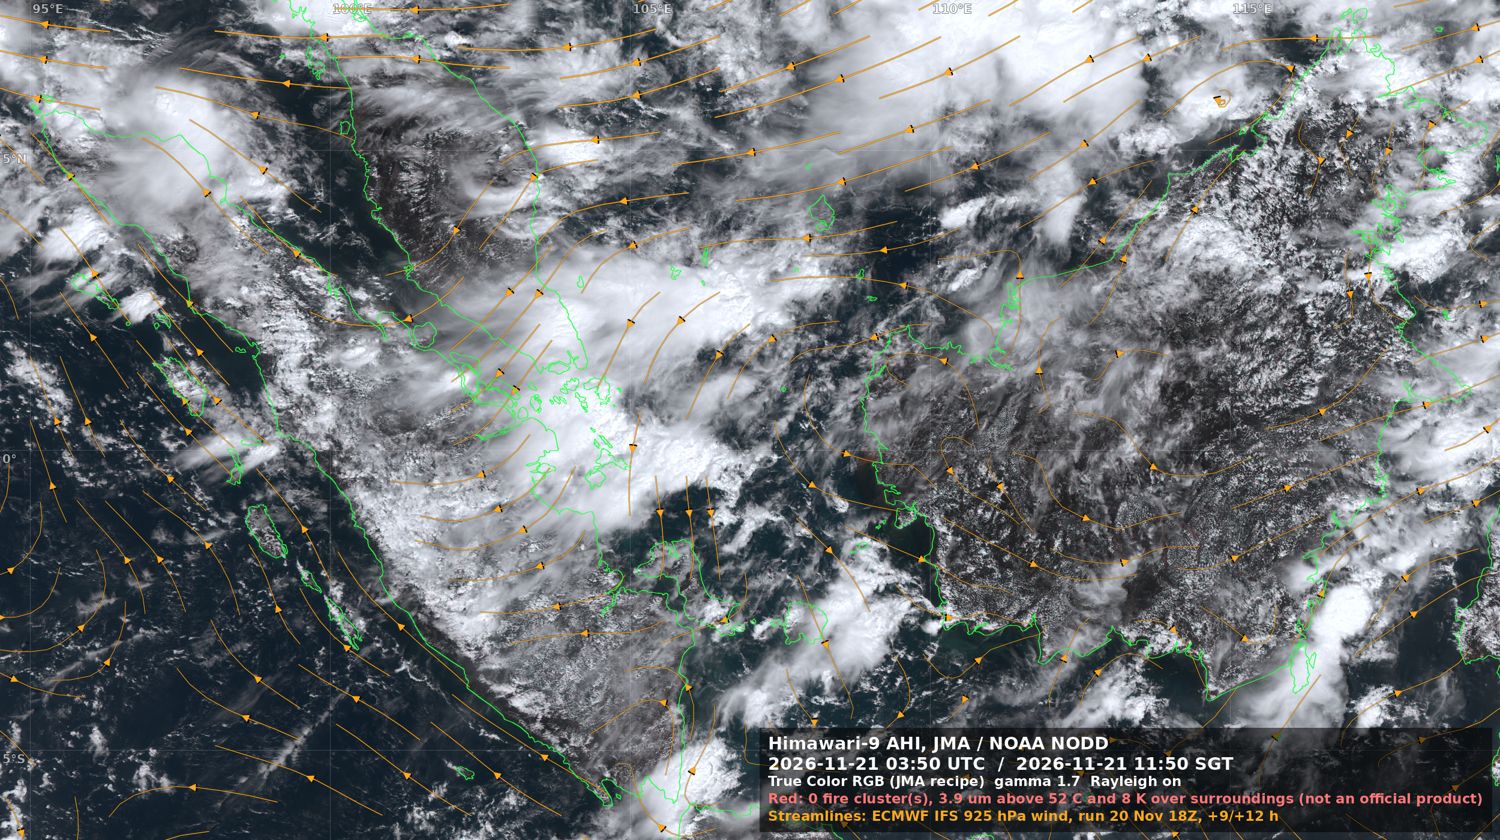 95°E
100°E
105°E
110°E
115°E
5°N
0°
5°S
Himawari-9 AHI, JMA / NOAA NODD
2026-11-21 03:50 UTC / 2026-11-21 11:50 SGT
True Color RGB (JMA recipe) gamma 1.7 Rayleigh on
Red: 0 fire cluster(s), 3.9 um above 52 C and 8 K over surroundings (not an official product)
Streamlines: ECMWF IFS 925 hPa wind, run 20 Nov 18Z, +9/+12 h